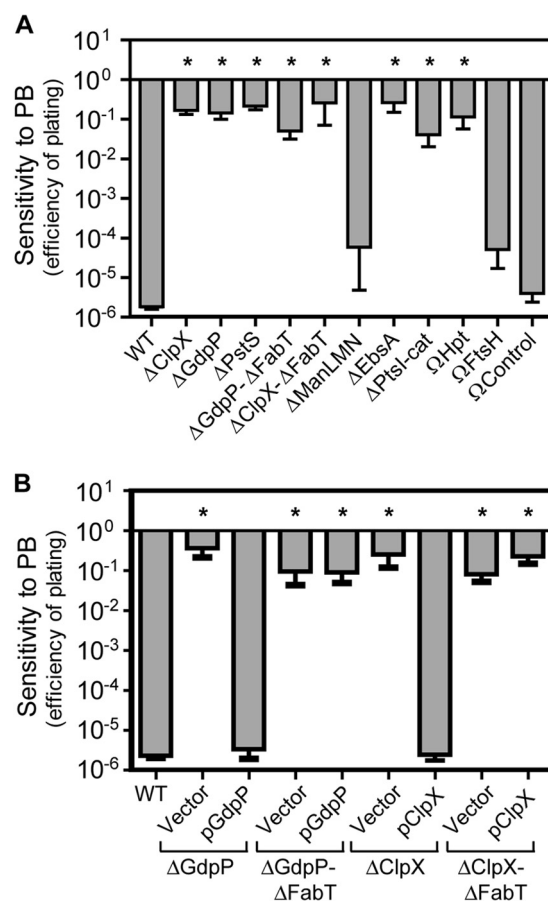 A
Sensitivity to PB
(efficiency of plating)
10^1
10^0
10^-1
10^-2
10^-3
10^-4
10^-5
10^-6
* * * * * * * *
WT
ΔClpX
ΔGdpP
ΔPstS
ΔGdpP-ΔFabT
ΔClpX-ΔFabT
ΔManLMN
ΔEbsA
ΔPtsI-cat
ΩHpt
ΩFtsH
ΩControl
B
Sensitivity to PB
(efficiency of plating)
10^1
10^0
10^-1
10^-2
10^-3
10^-4
10^-5
10^-6
* * * * * *
WT
Vector
pGdpP
Vector
pGdpP
Vector
pClpX
Vector
pClpX
ΔGdpP
ΔGdpP-
ΔFabT
ΔClpX
ΔClpX-
ΔFabT